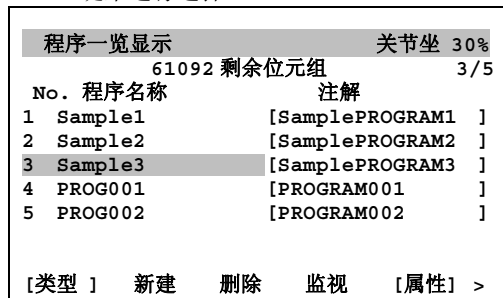 程序一览显示 关节坐 30%
61092 剩余位元组 3/5
No. 程序名称 注解
1 Sample1 [SamplePROGRAM1 ]
2 Sample2 [SamplePROGRAM2 ]
3 Sample3 [SamplePROGRAM3 ]
4 PROG001 [PROGRAM001 ]
5 PROG002 [PROGRAM002 ]
[类型 ] 新建 删除 监视 [属性] >